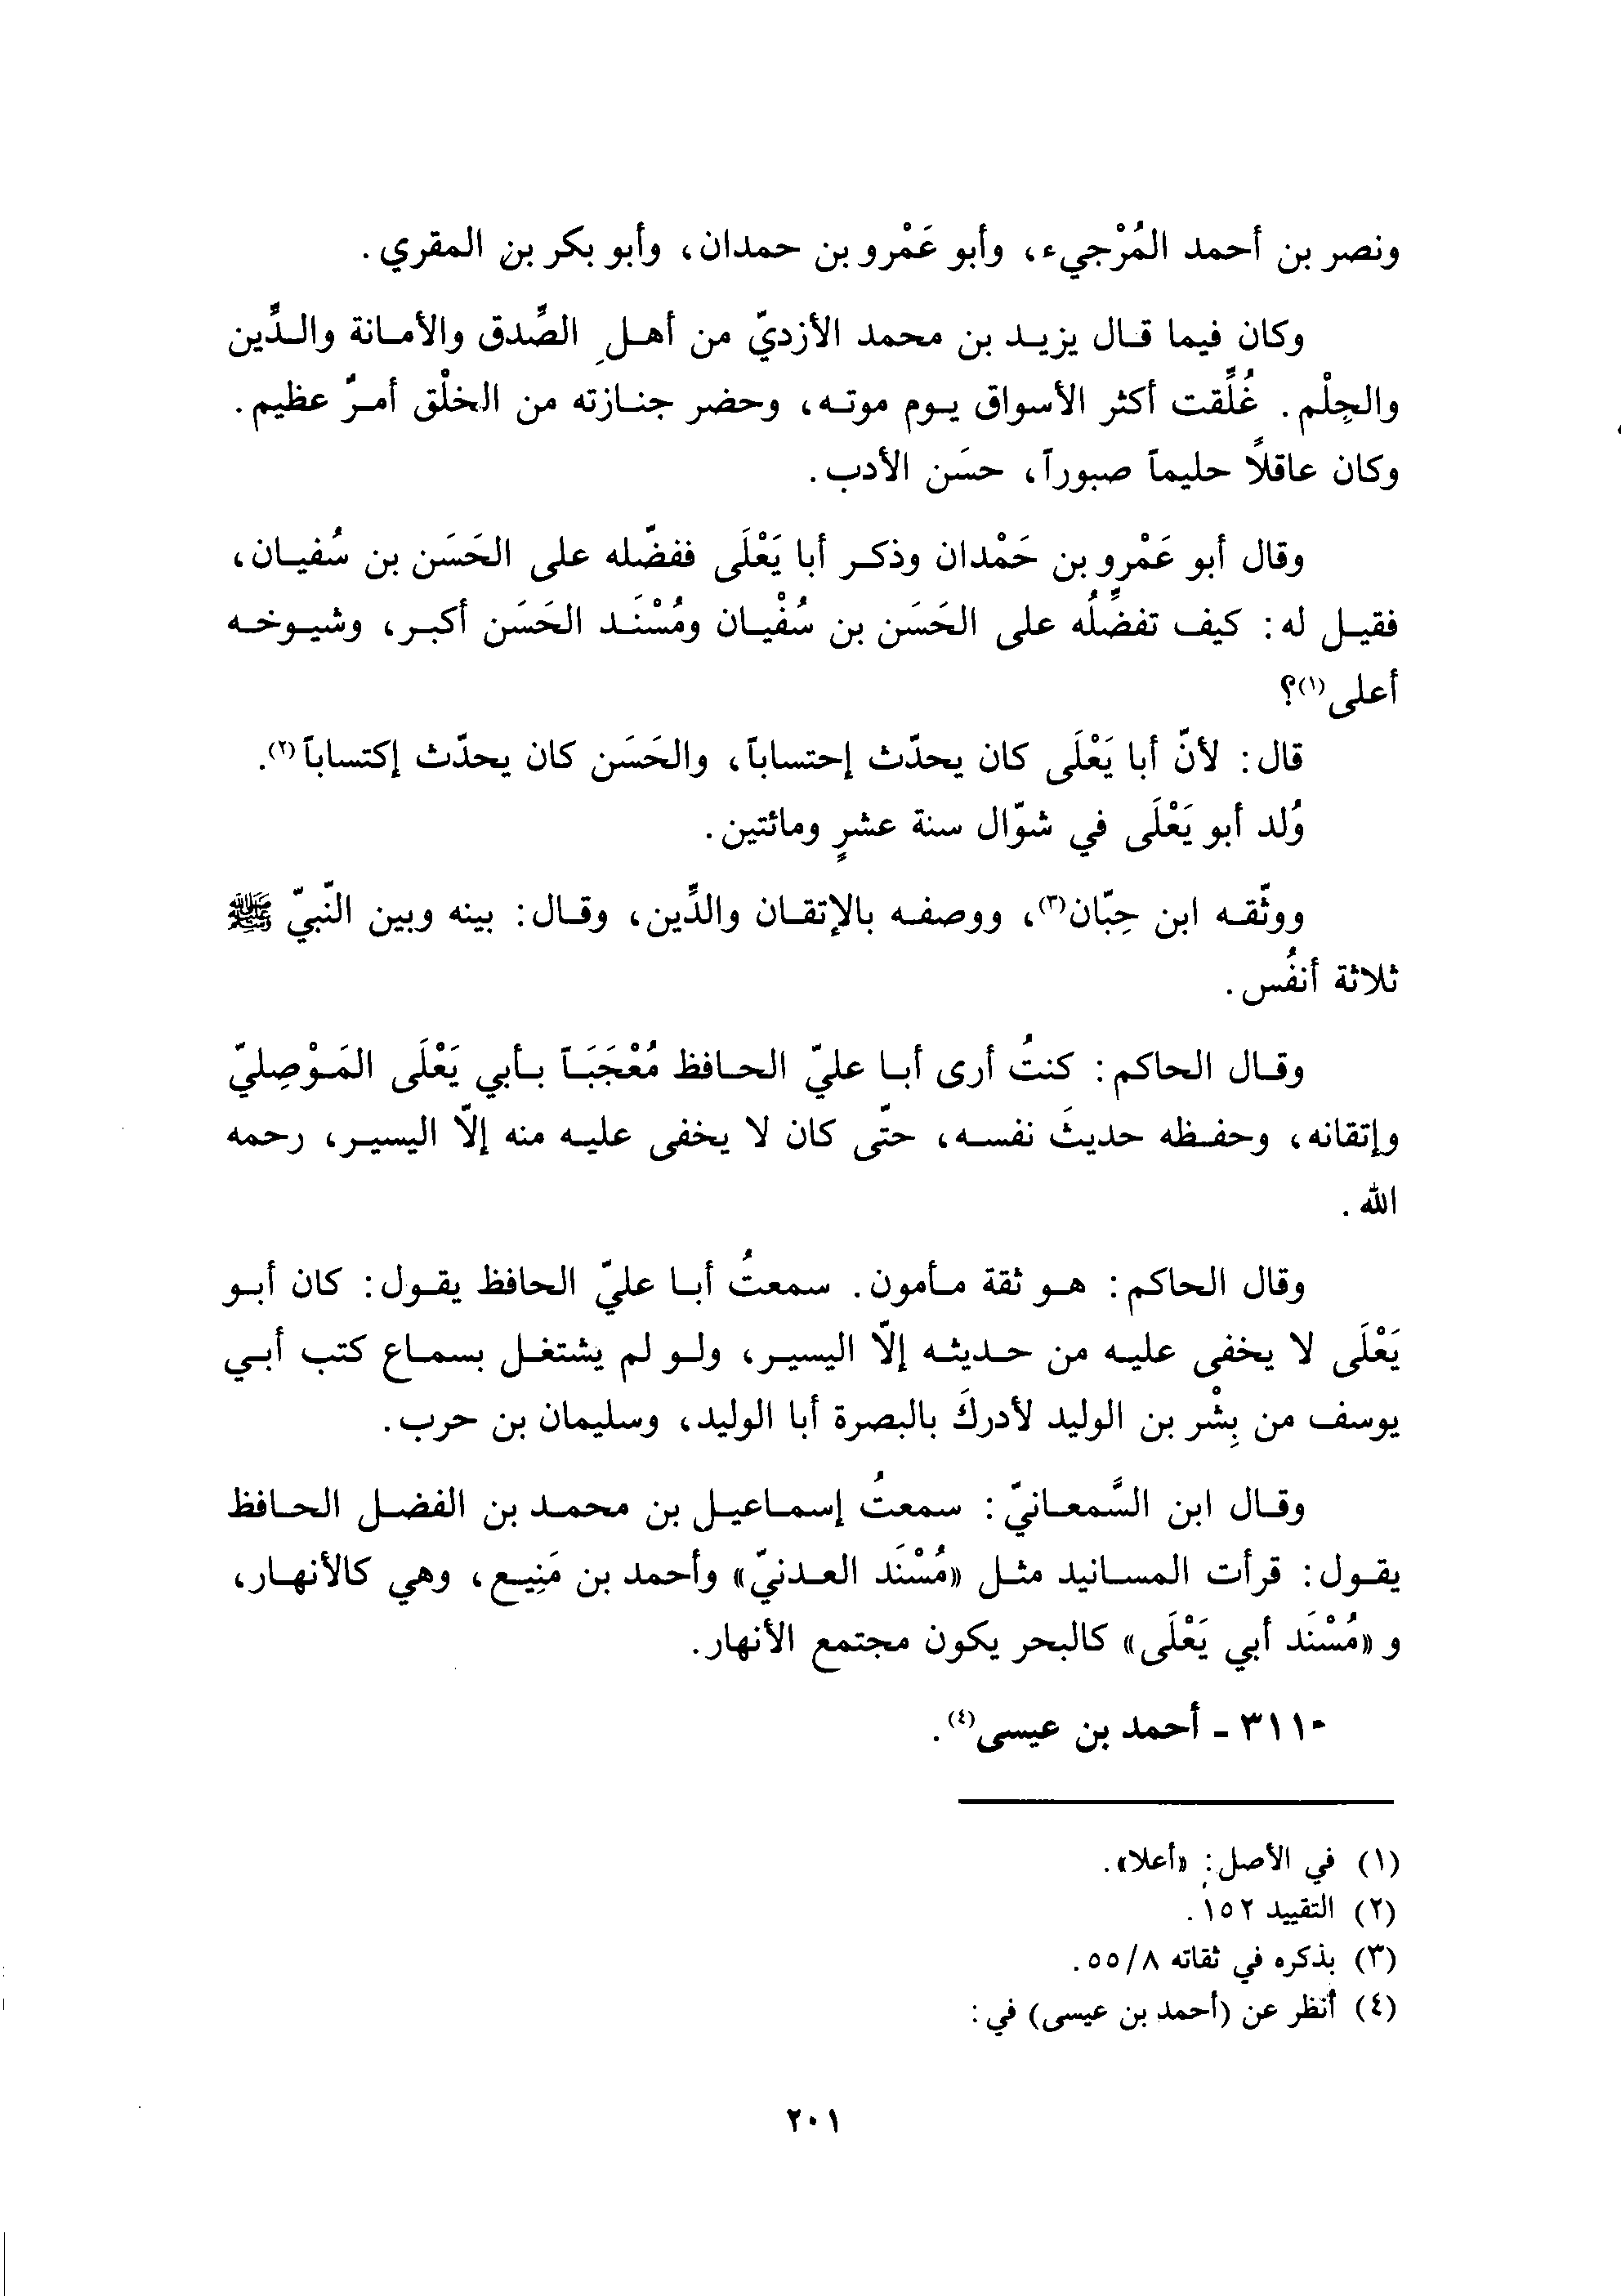 ونصر بن أحمد المُرْجيء، وأبو عَمْرو بن حمدان، وأبو بكر بن المقري.
وكان فيما قال يزيد بن محمد الأزديّ من أهلِ الصِّدق والأمانة والدِّين
والحِلْم. غُلِّقت أكثر الأسواق يوم موته، وحضر جنازته من الخلْق أمرٌ عظيم.
وكان عاقلاً حليماً صبوراً، حسَن الأدب.
وقال أبو عَمْرو بن حَمْدان وذكر أبا يَعْلَى ففضّله على الحَسَن بن سُفيان،
فقيل له: كيف تفضِّلُه على الحَسَن بن سُفْيان ومُسْنَد الحَسَن أكبر، وشيوخه
أعلى(١)؟
قال: لأنّ أبا يَعْلَى كان يحدّث إحتساباً، والحَسَن كان يحدّث إكتساباً(٢).
وُلد أبو يَعْلَى في شوّال سنة عشرٍ ومائتين.
ووثّقه ابن حِبّان(٣)، ووصفه بالإتقان والدِّين، وقال: بينه وبين النّبيّ ﷺ
ثلاثة أنفُس.
وقال الحاكم: كنتُ أرى أبا عليّ الحافظ مُعْجَبَاً بأبي يَعْلَى المَوْصِليّ
وإتقانه، وحفظه حديثَ نفسه، حتّى كان لا يخفى عليه منه إلّا اليسير، رحمه
الله.
وقال الحاكم: هو ثقة مأمون. سمعتُ أبا عليّ الحافظ يقول: كان أبو
يَعْلَى لا يخفى عليه من حديثه إلّا اليسير، ولو لم يشتغل بسماع كتب أبي
يوسف من بِشْر بن الوليد لأدركَ بالبصرة أبا الوليد، وسليمان بن حرب.
وقال ابن السَّمعانيّ: سمعتُ إسماعيل بن محمد بن الفضل الحافظ
يقول: قرأت المسانيد مثل «مُسْنَد العدنيّ» وأحمد بن مَنِيع، وهي كالأنهار،
و «مُسْنَد أبي يَعْلَى» كالبحر يكون مجتمع الأنهار.
٣١١- ـ أحمد بن عيسى(٤).
(١) في الأصل: «أعلا».
(٢) التقييد ١٥٢.
(٣) بذكره في ثقاته ٥٥/٨.
(٤) أنظر عن (أحمد بن عيسى) في:
٢٠١